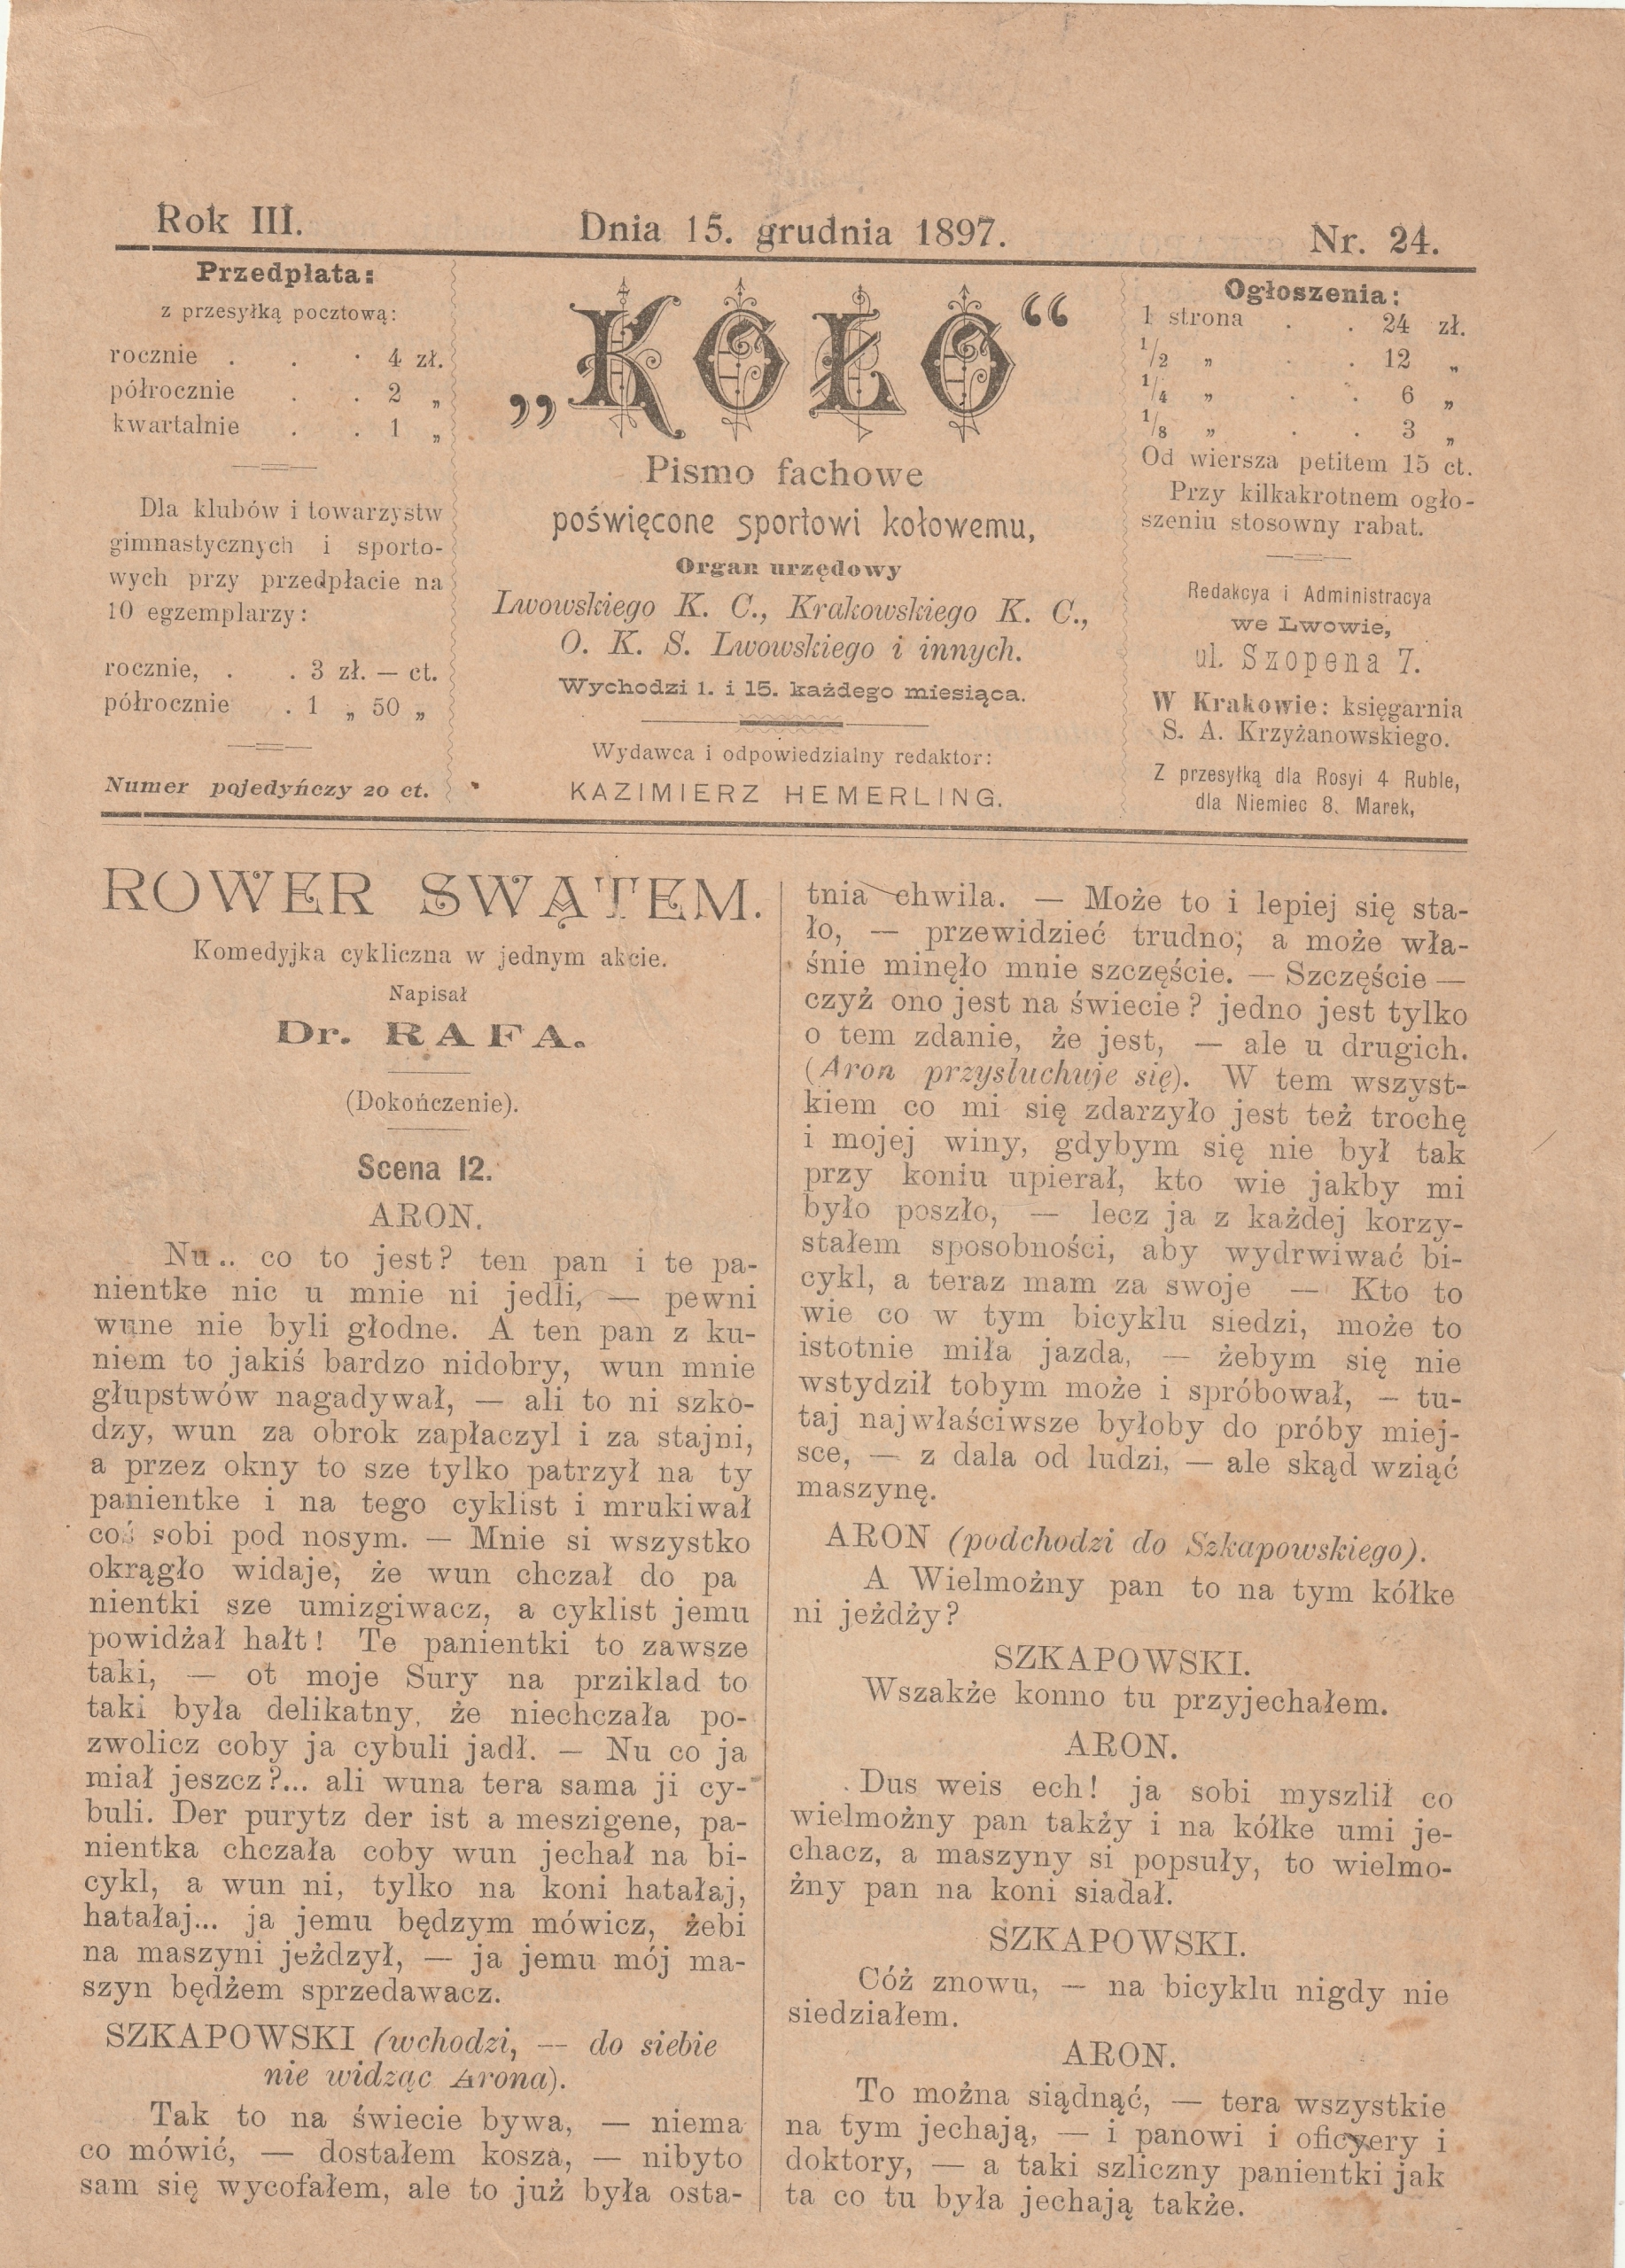 Rok III.
Dnia 15. grudnia 1897.
Nr. 24.
Przedpłata:
z przesyłką pocztową:
rocznie . . . 4 zł.
półrocznie . . 2 „
kwartalnie . . 1 „
Dla klubów i towarzystw
gimnastycznych i sporto-
wych przy przedpłacie na
10 egzemplarzy:
rocznie, . . 3 zł. — ct.
półrocznie . 1 „ 50 „
Numer pojedyńczy 20 ct.
„KOŁO“
Pismo fachowe
poświęcone sportowi kołowemu,
Organ urzędowy
Lwowskiego K. C., Krakowskiego K. C.,
O. K. S. Lwowskiego i innych.
Wychodzi 1. i 15. każdego miesiąca.
Wydawca i odpowiedzialny redaktor:
KAZIMIERZ HEMERLING.
Ogłoszenia:
1 strona . . 24 zł.
1/2 „ . . 12 „
1/4 „ . . 6 „
1/8 „ . . 3 „
Od wiersza petitem 15 ct.
Przy kilkakrotnem ogło-
szeniu stosowny rabat.
Redakcya i Administracya
we Lwowie,
ul. Szopena 7.
W Krakowie: księgarnia
S. A. Krzyżanowskiego.
Z przesyłką dla Rosyi 4 Ruble,
dla Niemiec 8. Marek,
ROWER SWĄTEM.
Komedyjka cykliczna w jednym akcie.
Napisał
Dr. RAFA.
(Dokończenie).
Scena 12.
ARON.
Nu.. co to jest? ten pan i te pa-
nientke nic u mnie ni jedli, — pewni
wune nie byli głodne. A ten pan z ku-
niem to jakiś bardzo nidobry, wun mnie
głupstwów nagadywał, — ali to ni szko-
dzy, wun za obrok zapłaczyl i za stajni,
a przez okny to sze tylko patrzył na ty
panientke i na tego cyklist i mrukiwał
coś sobi pod nosym. — Mnie si wszystko
okrągło widaje, że wun chczał do pa
nientki sze umizgiwacz, a cyklist jemu
powidżał hałt! Te panientki to zawsze
taki, — ot moje Sury na prziklad to
taki była delikatny, że niechczała po-
zwolicz coby ja cybuli jadł. — Nu co ja
miał jeszcz?... ali wuna tera sama ji cy-
buli. Der purytz der ist a meszigene, pa-
nientka chczała coby wun jechał na bi-
cykl, a wun ni, tylko na koni hatałaj,
hatałaj... ja jemu będzym mówicz, żebi
na maszyni jeżdzył, — ja jemu mój ma-
szyn będżem sprzedawacz.
SZKAPOWSKI (wchodzi, — do siebie
nie widząc Arona).
Tak to na świecie bywa, — niema
co mówić, — dostałem kosza, — nibyto
sam się wycofałem, ale to już była osta-
tnia chwila. — Może to i lepiej się sta-
ło, — przewidzieć trudno; a może wła-
śnie minęło mnie szczęście. — Szczęście —
czyż ono jest na świecie? jedno jest tylko
o tem zdanie, że jest, — ale u drugich.
(Aron przysłuchuje się). W tem wszyst-
kiem co mi się zdarzyło jest też trochę
i mojej winy, gdybym się nie był tak
przy koniu upierał, kto wie jakby mi
było poszło, — lecz ja z każdej korzy-
stałem sposobności, aby wydrwiwać bi-
cykl, a teraz mam za swoje — Kto to
wie co w tym bicyklu siedzi, może to
istotnie miła jazda, — żebym się nie
wstydził tobym może i spróbował, — tu-
taj najwłaściwsze byłoby do próby miej-
sce, — z dala od ludzi, — ale skąd wziąć
maszynę.
ARON (podchodzi do Szkapowskiego).
A Wielmożny pan to na tym kółke
ni jeżdży?
SZKAPOWSKI.
Wszakże konno tu przyjechałem.
ARON.
Dus weis ech! ja sobi myszlił co
wielmożny pan takży i na kółke umi je-
chacz, a maszyny si popsuły, to wielmo-
żny pan na koni siadał.
SZKAPOWSKI.
Cóż znowu, — na bicyklu nigdy nie
siedziałem.
ARON.
To można siądnąć, — tera wszystkie
na tym jechają, — i panowi i oficyery i
doktory, — a taki szliczny panientki jak
ta co tu była jechają także.